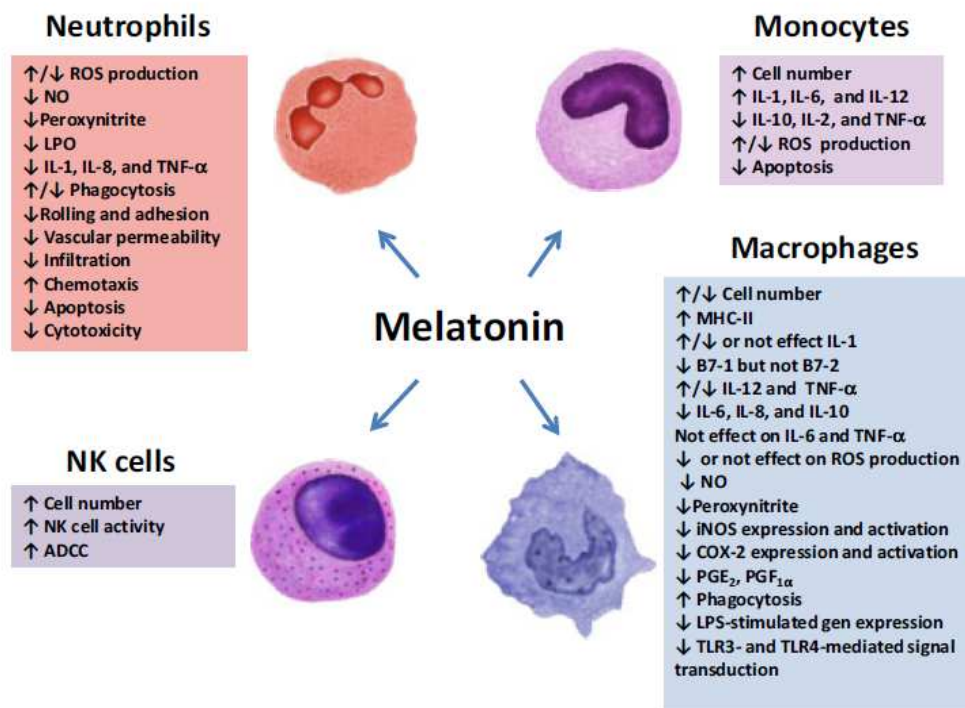 Neutrophils
↑/↓ ROS production
↓ NO
↓Peroxynitrite
↓ LPO
↓ IL-1, IL-8, and TNF-α
↑/↓ Phagocytosis
↓Rolling and adhesion
↓ Vascular permeability
↓ Infiltration
↑ Chemotaxis
↓ Apoptosis
↓ Cytotoxicity
Monocytes
↑ Cell number
↑ IL-1, IL-6, and IL-12
↓ IL-10, IL-2, and TNF-α
↑/↓ ROS production
↓ Apoptosis
Melatonin
NK cells
↑ Cell number
↑ NK cell activity
↑ ADCC
Macrophages
↑/↓ Cell number
↑ MHC-II
↑/↓ or not effect IL-1
↓ B7-1 but not B7-2
↑/↓ IL-12 and TNF-α
↓ IL-6, IL-8, and IL-10
Not effect on IL-6 and TNF-α
↓ or not effect on ROS production
↓ NO
↓Peroxynitrite
↓ iNOS expression and activation
↓ COX-2 expression and activation
↓ PGE₂, PGF₁α
↑ Phagocytosis
↓ LPS-stimulated gen expression
↓ TLR3- and TLR4-mediated signal
transduction